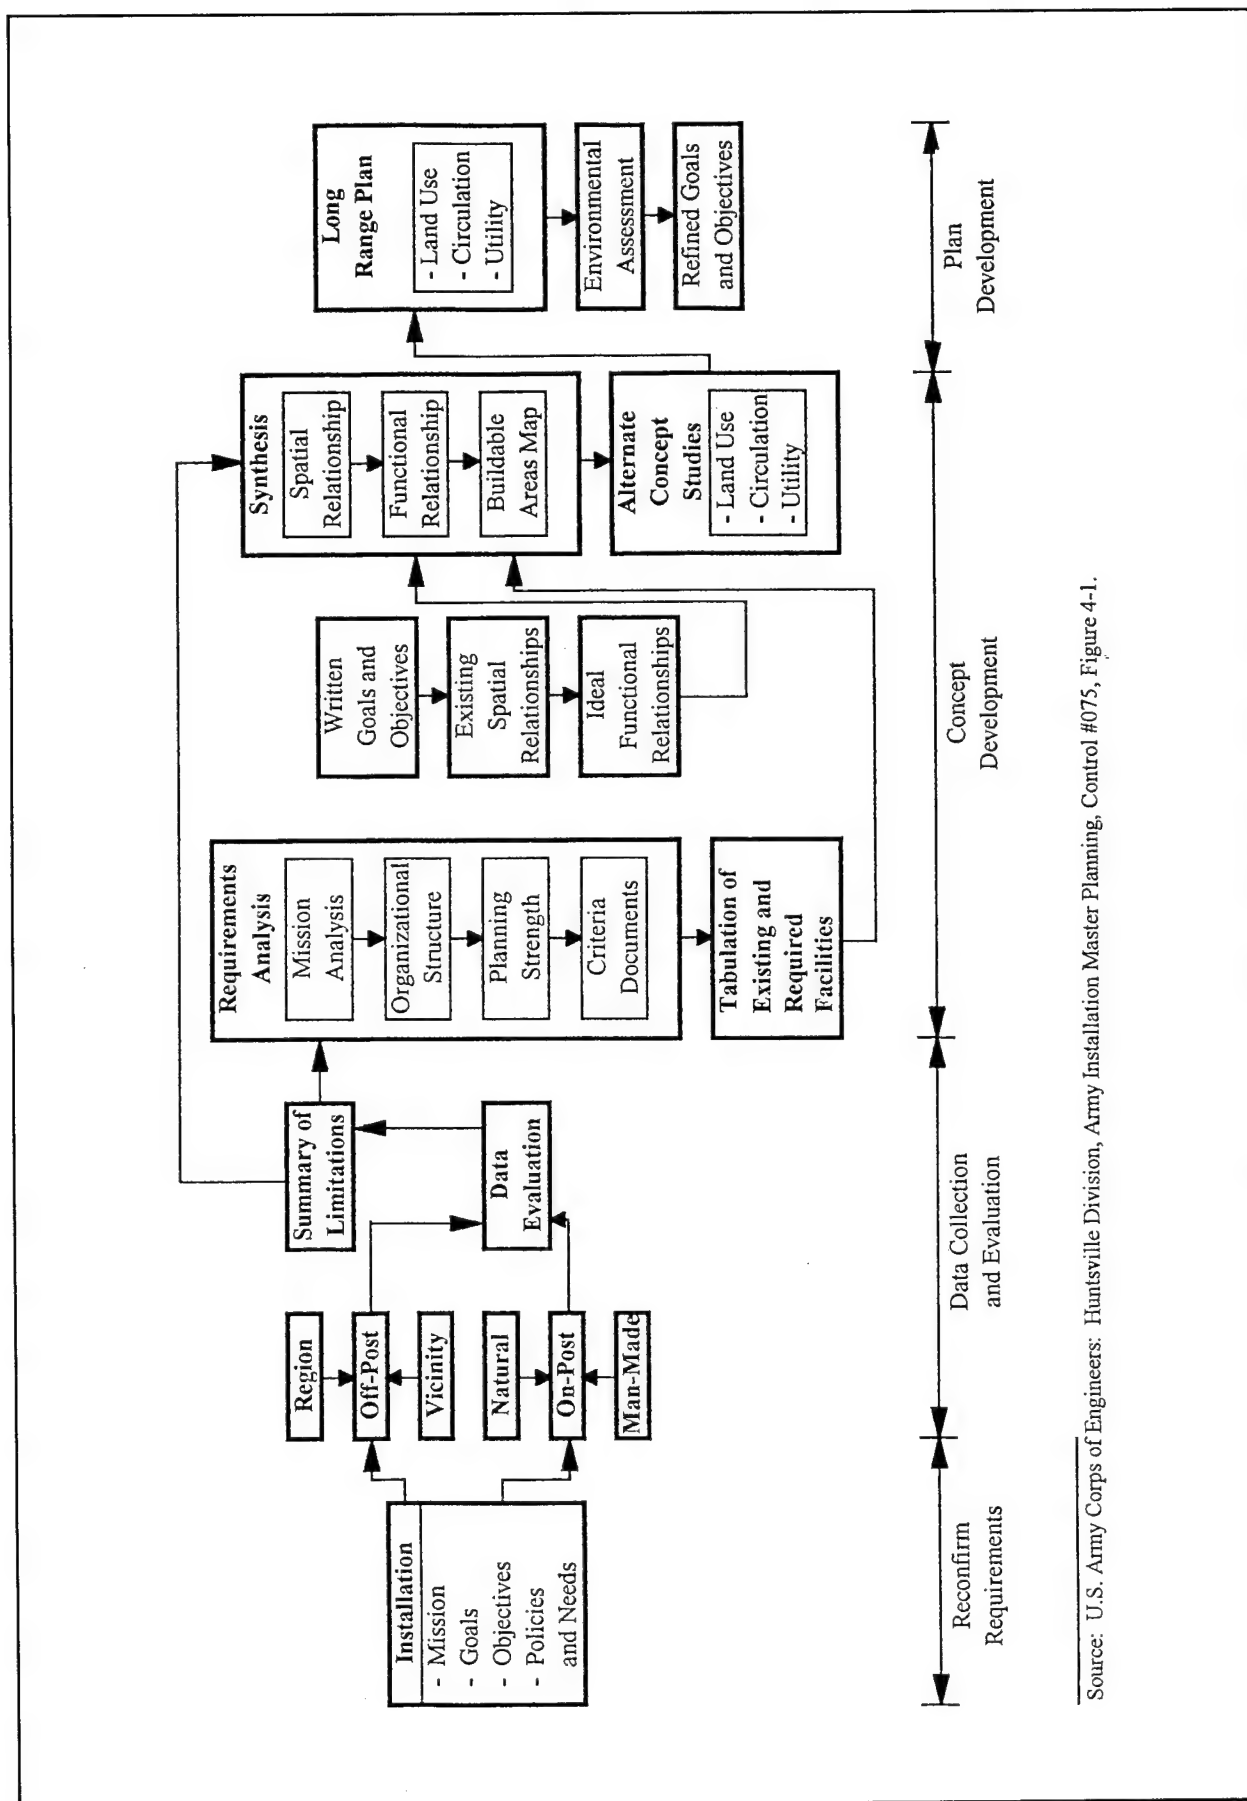 Installation
- Mission
- Goals
- Objectives
- Policies
and Needs
Region
Off-Post
Vicinity
Natural
On-Post
Man-Made
Summary of
Limitations
Data
Evaluation
Requirements
Analysis
Mission
Analysis
Organizational
Structure
Planning
Strength
Criteria
Documents
Tabulation of
Existing and
Required
Facilities
Written
Goals and
Objectives
Existing
Spatial
Relationships
Ideal
Functional
Relationships
Synthesis
Spatial
Relationship
Functional
Relationship
Buildable
Areas Map
Alternate
Concept
Studies
- Land Use
- Circulation
- Utility
Long
Range Plan
- Land Use
- Circulation
- Utility
Environmental
Assessment
Refined Goals
and Objectives
Reconfirm
Requirements
Data Collection
and Evaluation
Concept
Development
Plan
Development
Source: U.S. Army Corps of Engineers: Huntsville Division, Army Installation Master Planning, Control #075, Figure 4-1.